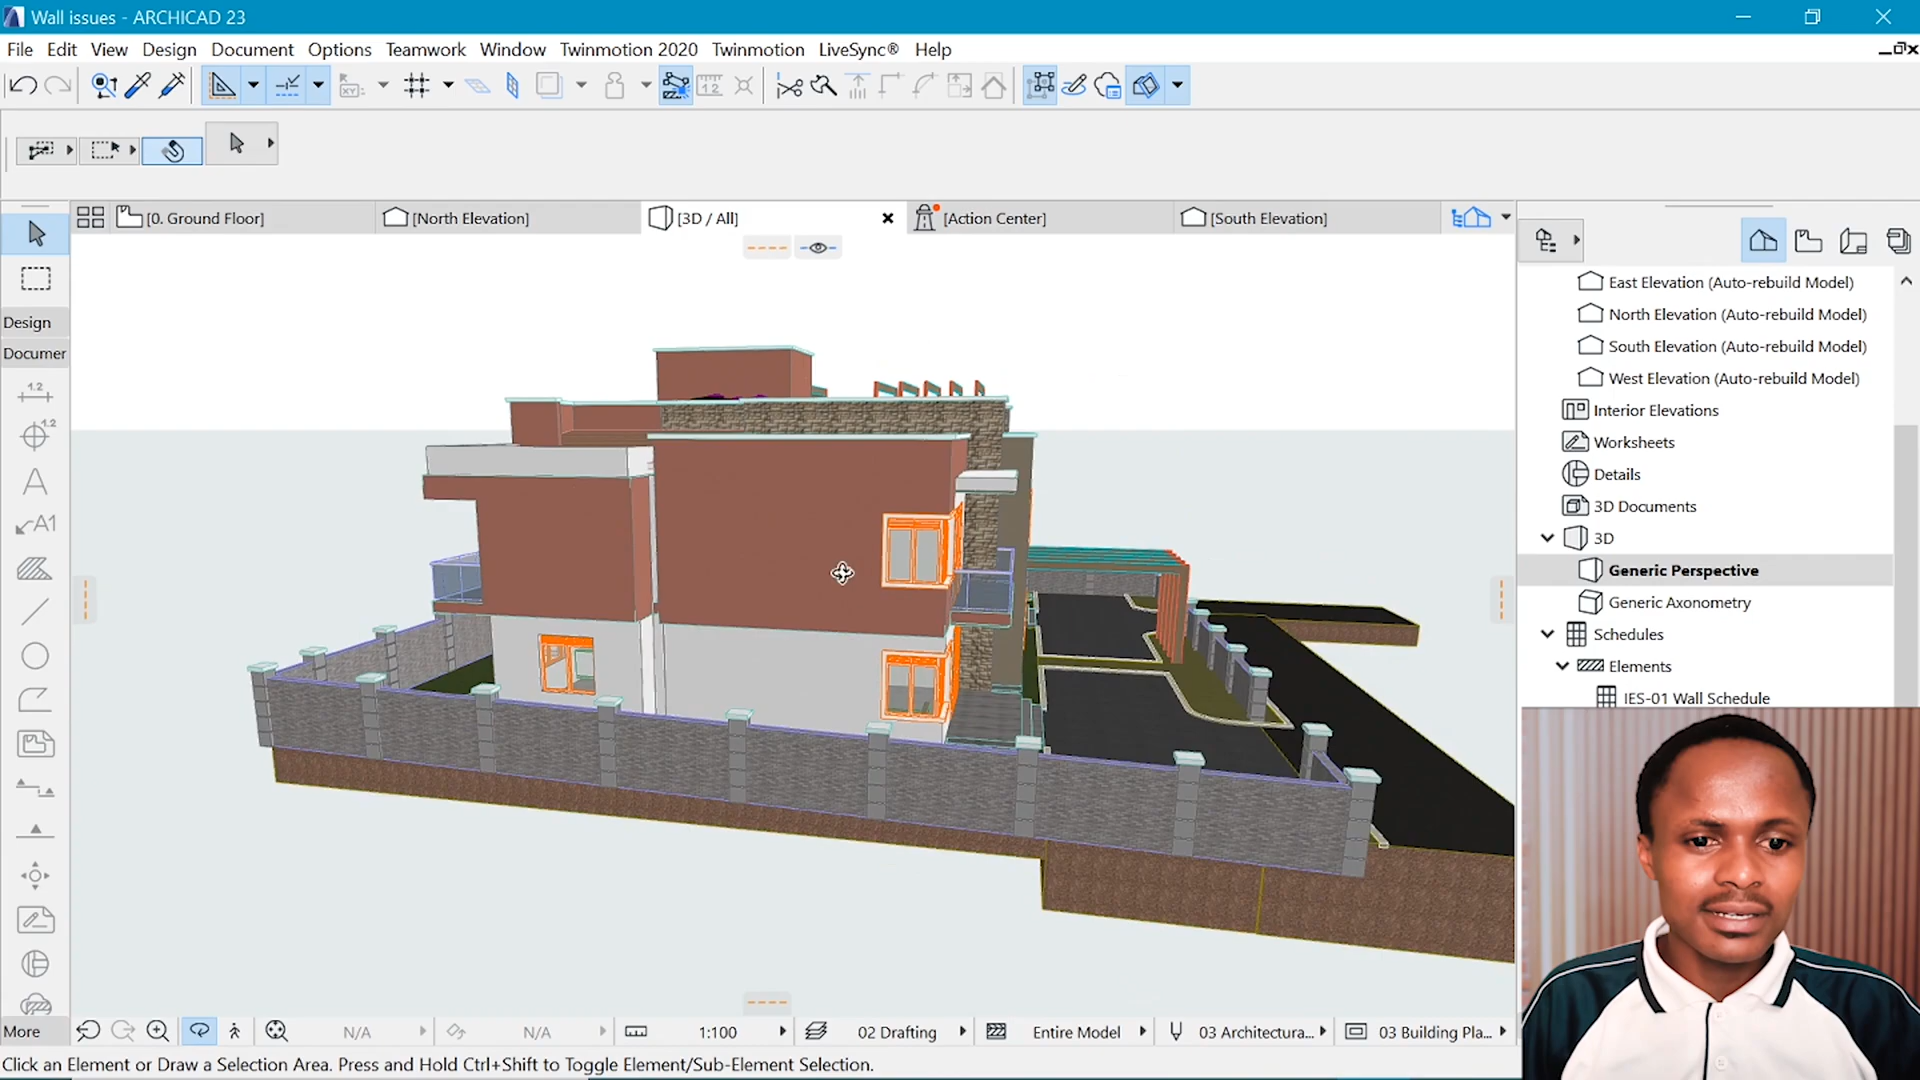 Wall issues - ARCHICAD 23
File Edit View Design Document Options Teamwork Window Twinmotion 2020 Twinmotion LiveSync® Help
[0. Ground Floor] [North Elevation] [3D / All] [Action Center] [South Elevation]
East Elevation (Auto-rebuild Model)
North Elevation (Auto-rebuild Model)
South Elevation (Auto-rebuild Model)
West Elevation (Auto-rebuild Model)
Interior Elevations
Worksheets
Details
3D Documents
3D
Generic Perspective
Generic Axonometry
Schedules
Elements
IES-01 Wall Schedule
Design
Documer
1.2
1.2
A
A1
More
N/A N/A 1:100 02 Drafting Entire Model 03 Architectura... 03 Building Pla...
Click an Element or Draw a Selection Area. Press and Hold Ctrl+Shift to Toggle Element/Sub-Element Selection.